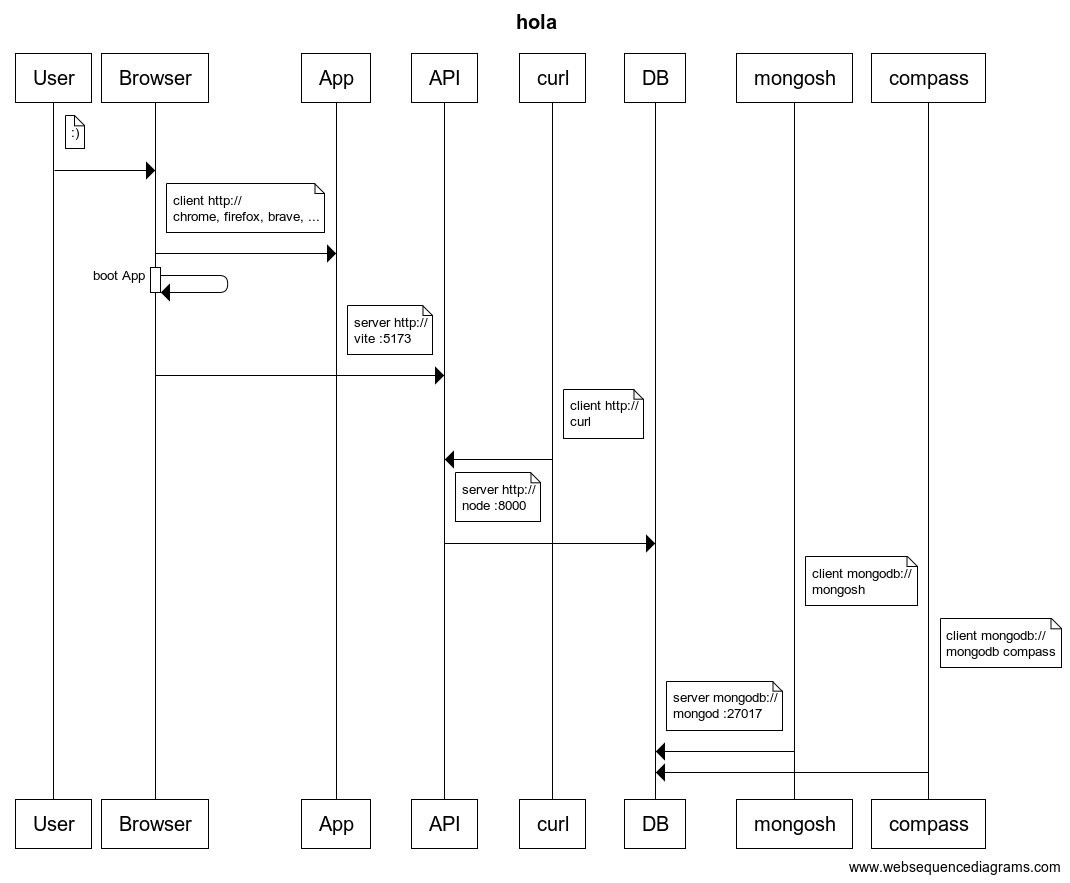 hola
User
Browser
App
API
curl
DB
mongosh
compass
:)
client http://
chrome, firefox, brave, ...
boot App
server http://
vite :5173
client http://
curl
server http://
node :8000
client mongodb://
mongosh
client mongodb://
mongodb compass
server mongodb://
mongod :27017
User
Browser
App
API
curl
DB
mongosh
compass
www.websequencediagrams.com